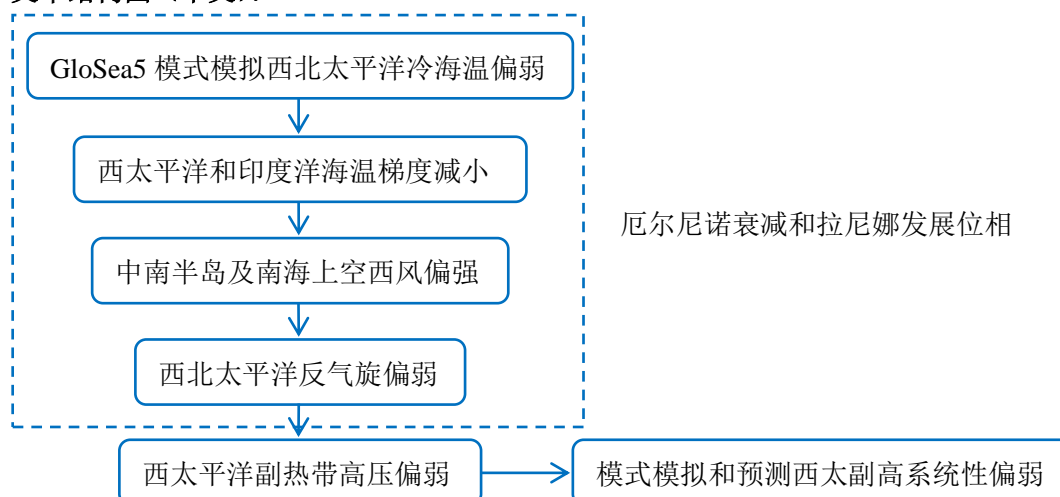 GloSea5 模式模拟西北太平洋冷海温偏弱
西太平洋和印度洋海温梯度减小
厄尔尼诺衰减和拉尼娜发展位相
中南半岛及南海上空西风偏强
西北太平洋反气旋偏弱
西太平洋副热带高压偏弱
模式模拟和预测西太副高系统性偏弱